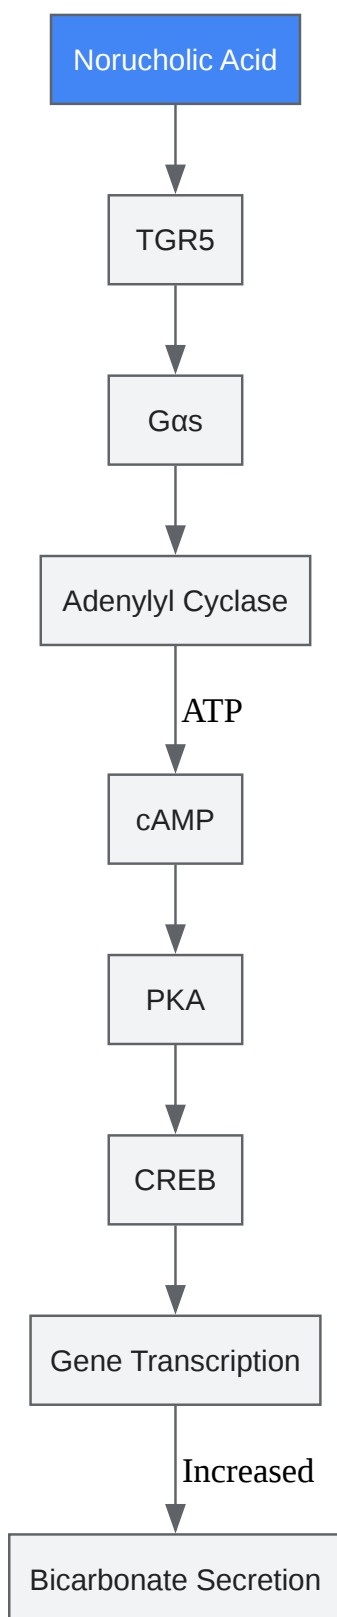 Norucholic Acid
TGR5
Gαs
Adenylyl Cyclase
ATP
cAMP
PKA
CREB
Gene Transcription
Increased
Bicarbonate Secretion